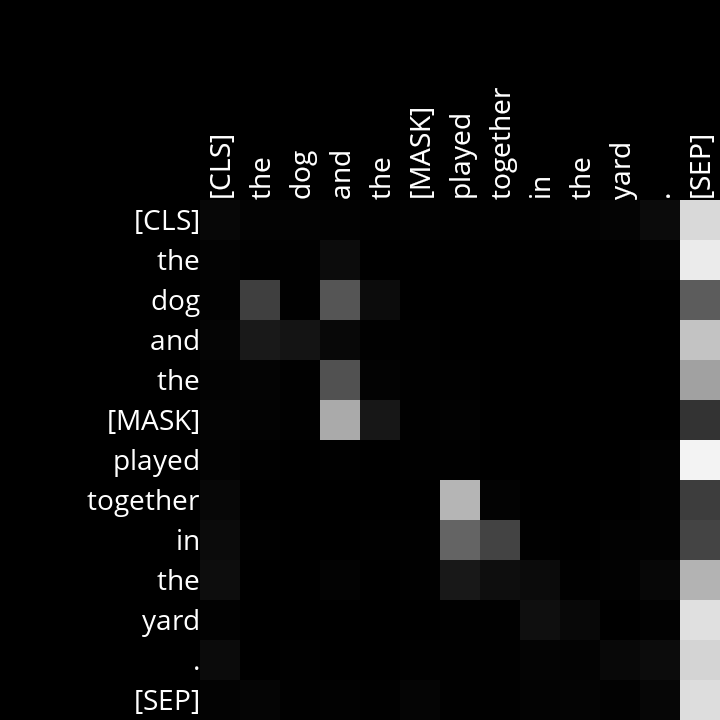 [CLS] the dog and the [MASK] played together in the yard . [SEP]
[CLS]
the
dog
and
the
[MASK]
played
together
in
the
yard
.
[SEP]